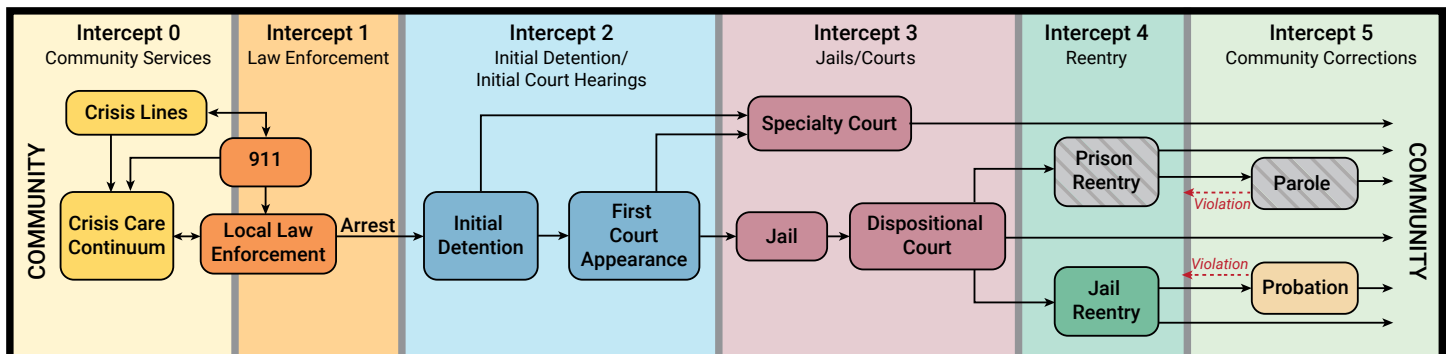 Intercept 0
Community Services
Intercept 1
Law Enforcement
Intercept 2
Initial Detention/
Initial Court Hearings
Intercept 3
Jails/Courts
Intercept 4
Reentry
Intercept 5
Community Corrections
COMMUNITY
Crisis Lines
911
Crisis Care
Continuum
Local Law
Enforcement
Arrest
Initial
Detention
First
Court
Appearance
Specialty Court
Jail
Dispositional
Court
Prison
Reentry
Violation
Parole
Jail
Reentry
Violation
Probation
COMMUNITY